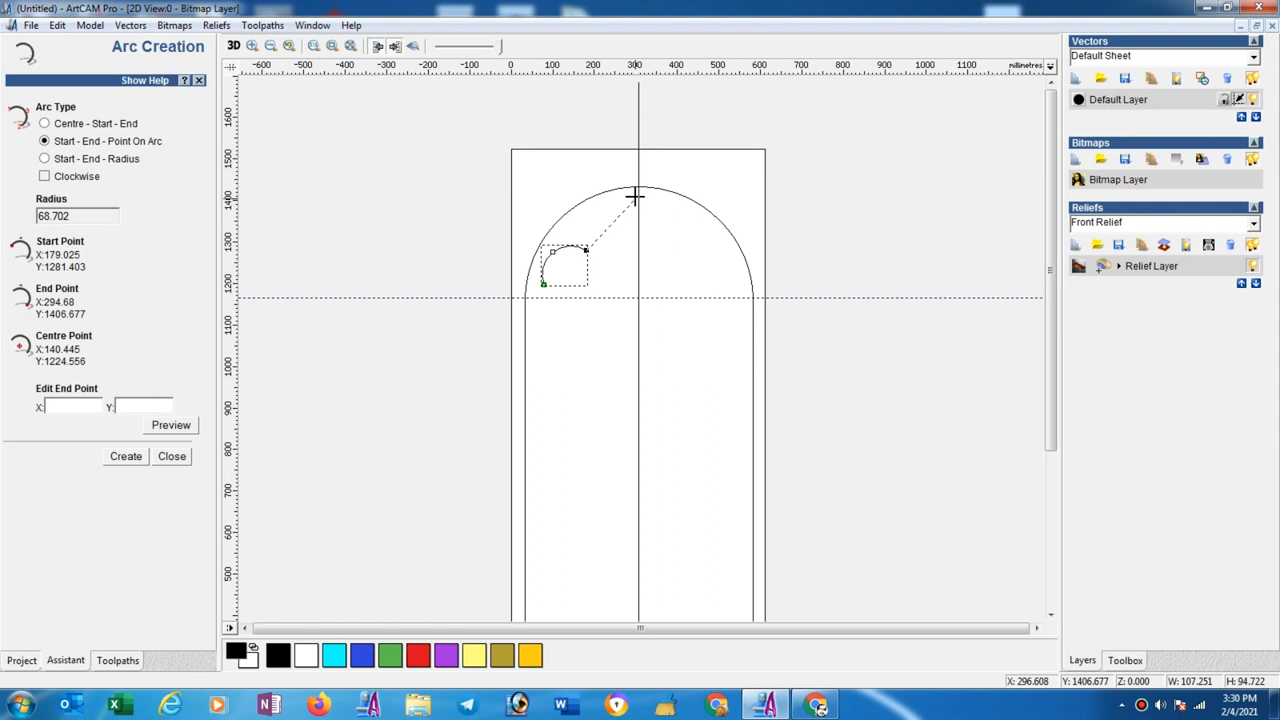 (Untitled) - ArtCAM Pro - [2D View:0 - Bitmap Layer]
File Edit Model Vectors Bitmaps Reliefs Toolpaths Window Help
Arc Creation
Show Help ? 
Arc Type
Centre - Start - End
Start - End - Point On Arc
Start - End - Radius
Clockwise
Radius
68.702
Start Point
X:179.025
Y:1281.403
End Point
X:294.68
Y:1406.677
Centre Point
X:140.445
Y:1224.556
Edit End Point
X: Y:
Preview
Create Close
Project Assistant Toolpaths
3D
-600 -500 -400 -300 -200 -100 0 100 200 300 400 500 600 700 800 900 1000 1100 millimetres
1600
1500
1400
1300
1200
1100
1000
900
800
700
600
500
Vectors
Default Sheet
Default Layer
Bitmaps
Bitmap Layer
Reliefs
Front Relief
Relief Layer
Layers Toolbox
X: 296.608 Y: 1406.677 Z: 0.000 W: 107.251 H: 94.722
3:30 PM
2/4/2021